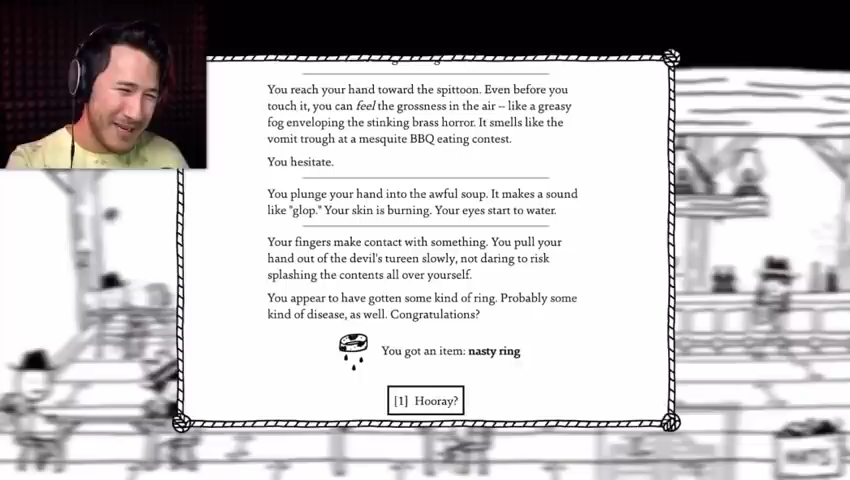 You reach your hand toward the spittoon. Even before you
touch it, you can feel the grossness in the air – like a greasy
fog enveloping the stinking brass horror. It smells like the
vomit trough at a mesquite BBQ eating contest.
You hesitate.
You plunge your hand into the awful soup. It makes a sound
like "glop." Your skin is burning. Your eyes start to water.
Your fingers make contact with something. You pull your
hand out of the devil's tureen slowly, not daring to risk
splashing the contents all over yourself.
You appear to have gotten some kind of ring. Probably some
kind of disease, as well. Congratulations?
You got an item: nasty ring
[1] Hooray?
HATS